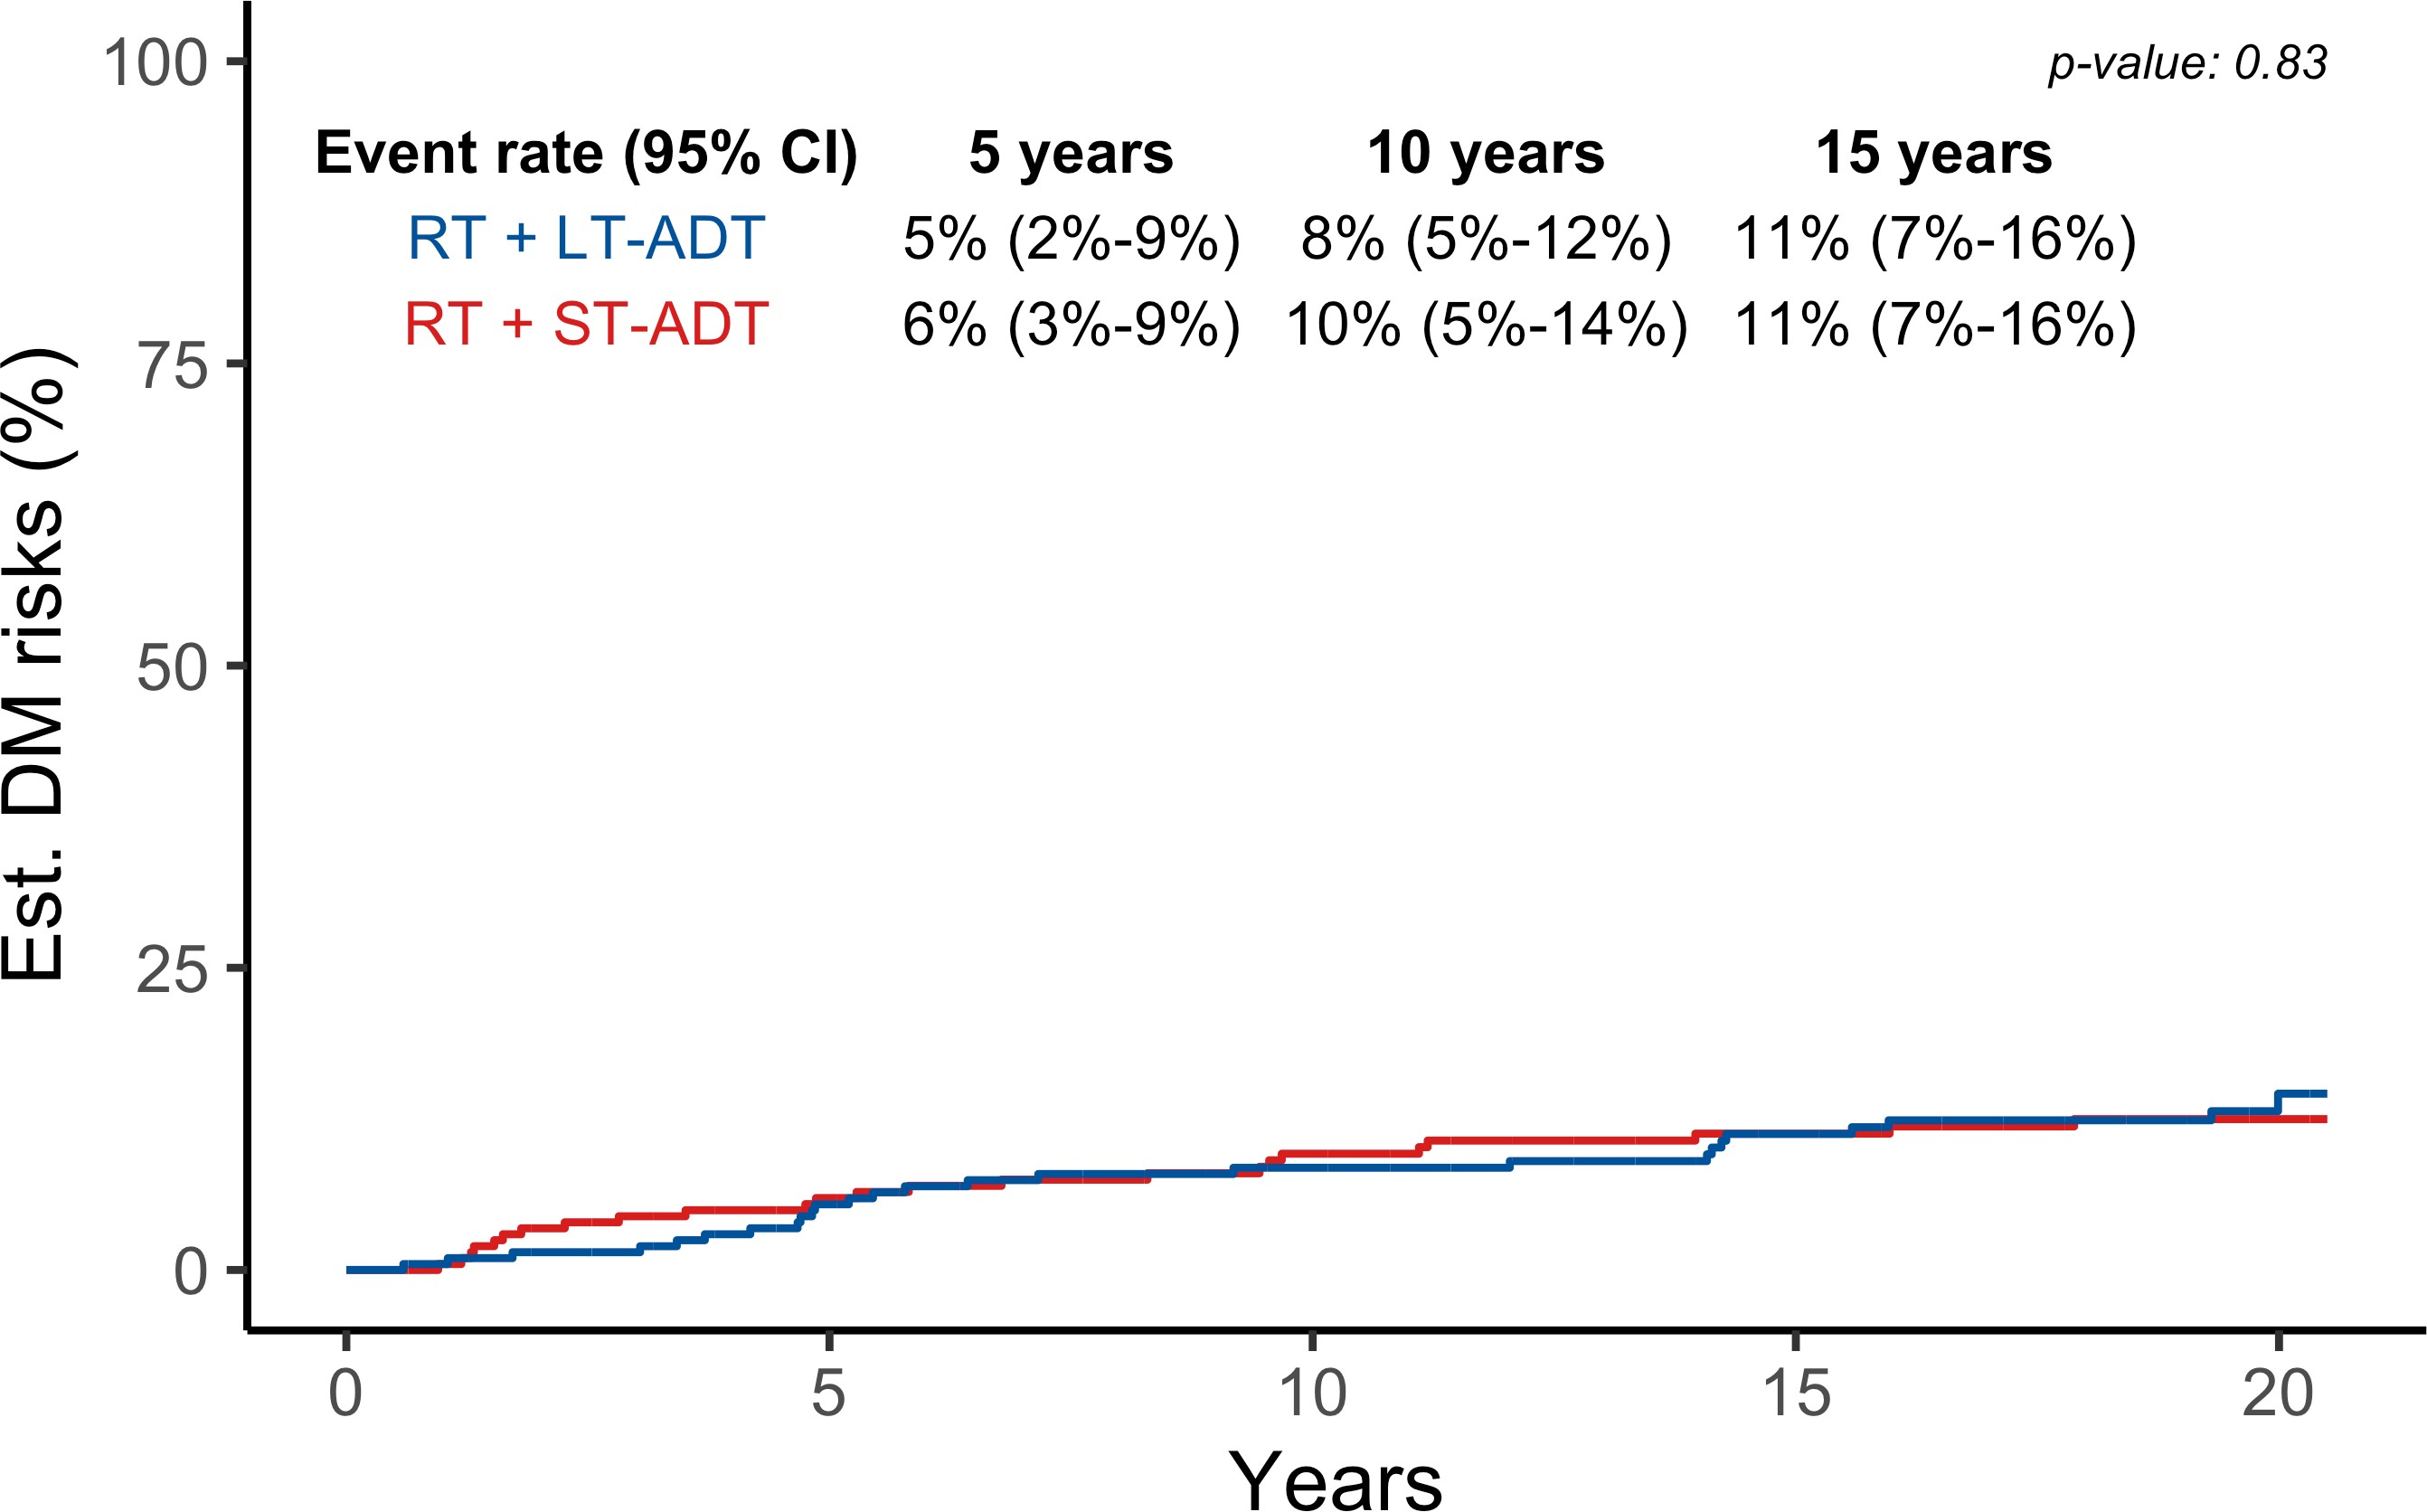 p-value: 0.83
Event rate (95% CI) 5 years 10 years 15 years
RT + LT-ADT 5% (2%-9%) 8% (5%-12%) 11% (7%-16%)
RT + ST-ADT 6% (3%-9%) 10% (5%-14%) 11% (7%-16%)
Est. DM risks (%)
100
75
50
25
0
0 5 10 15 20
Years